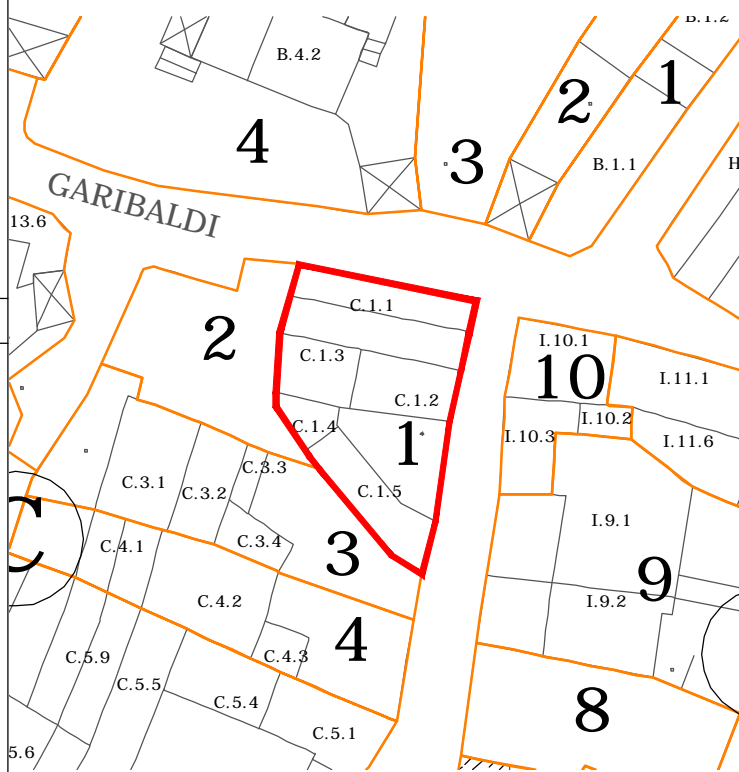 B.1.2
B.4.2
1
2
4
3
B.1.1
H
GARIBALDI
13.6
C.1.1
2
I.10.1
C.1.3
10
I.11.1
C.1.2
I.10.2
C.1.4
1
I.10.3
I.11.6
C.3.3
C.3.1
C.3.2
C.1.5
C
I.9.1
C.4.1
C.3.4
3
9
C.4.2
I.9.2
4
C.5.9
C.4.3
C.5.5
C.5.4
8
C.5.1
5.6